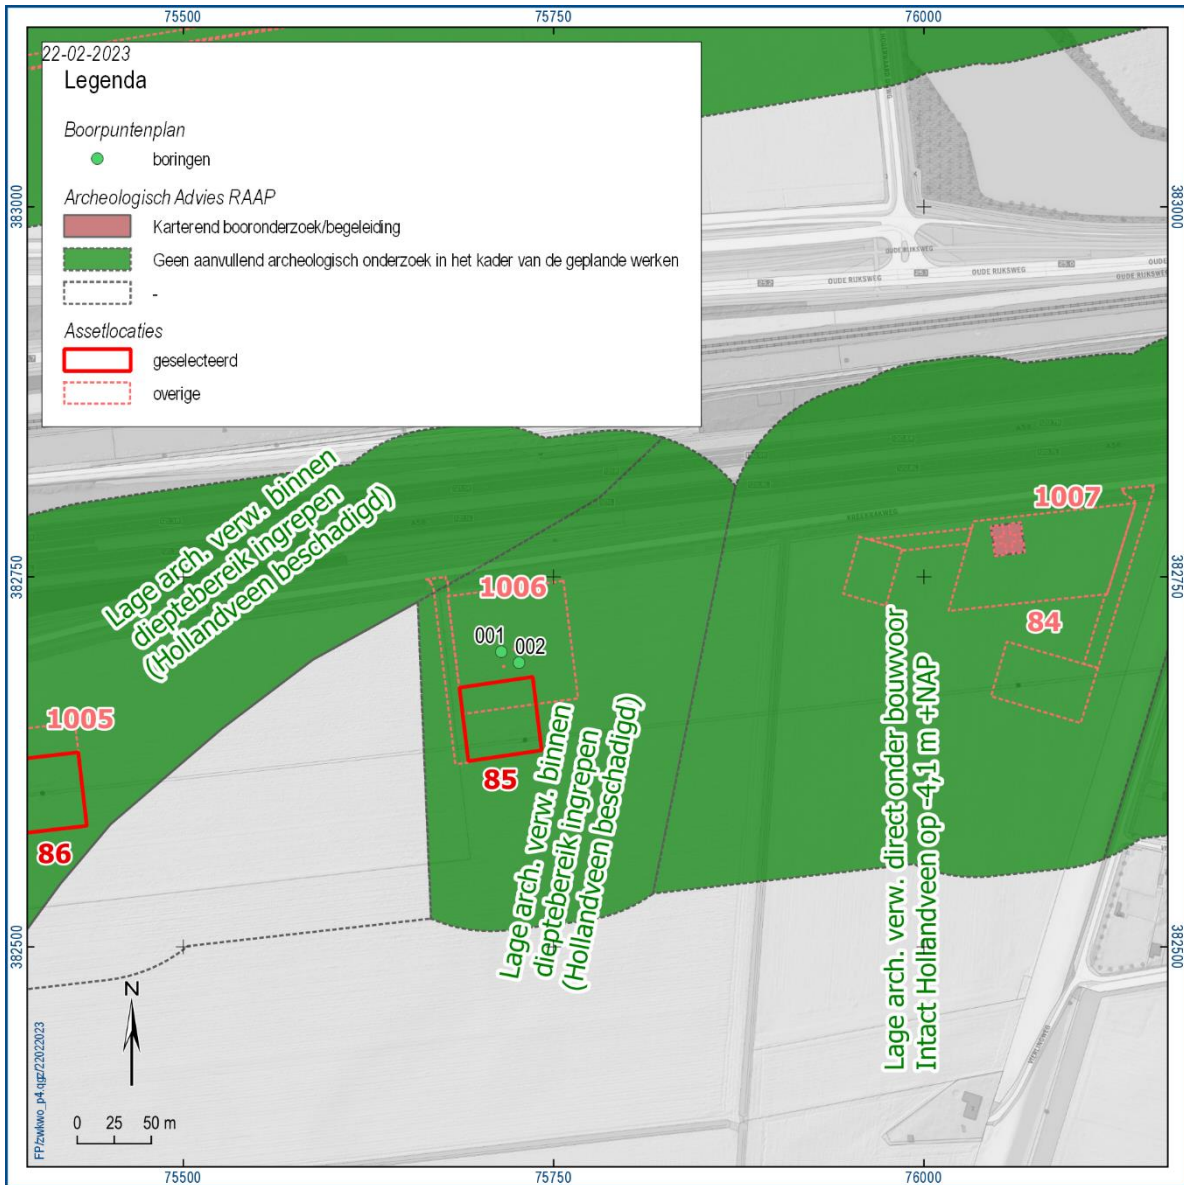 75500 75750 76000
22-02-2023
Legenda
Boorpuntenplan
boringen
Archeologisch Advies RAAP
Karterend booronderzoek/begeleiding
Geen aanvullend archeologisch onderzoek in het kader van de geplande werken
-
Assetlocaties
geselecteerd
overige
383000
383000
OUDE RIJKSWEG
OUDE RIJKSWEG
OUDE RIJKSWEG
OUDE RIJKSWEG
Lage arch. verw. binnen
dieptebereik ingrepen
(Hollandveen beschadigd)
1007
382750
382750
1006
001
002
84
1005
85
86
Lage arch. verw. binnen
dieptebereik ingrepen
(Hollandveen beschadigd)
Lage arch. verw. direct onder bouwvoor
Intact Hollandveen op -4,1 m +NAP
382500
382500
N
0 25 50 m
75500 75750 76000